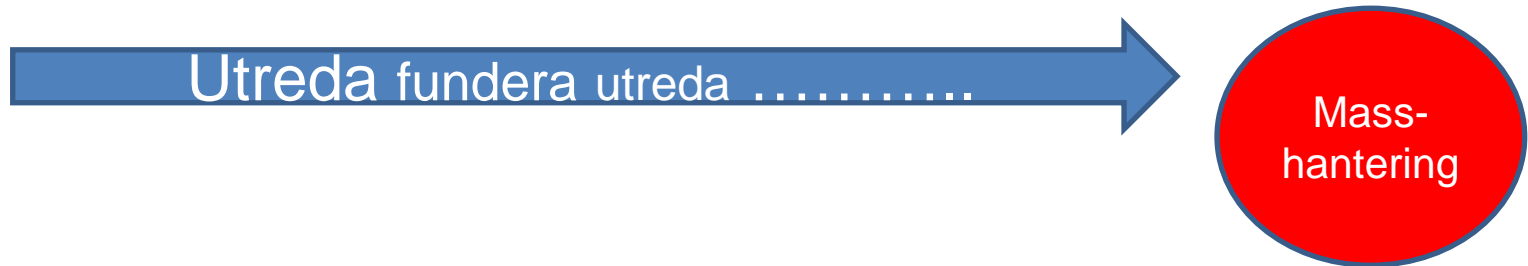 Utreda fundera utreda ………..
Mass-
hantering